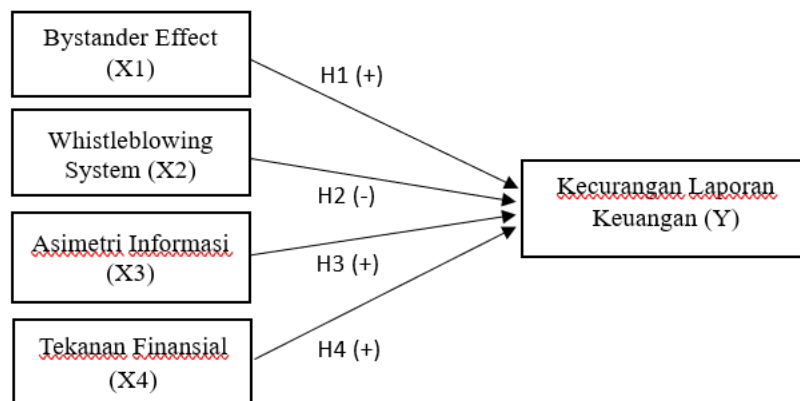 Bystander Effect
(X1)
H1 (+)
Whistleblowing
System (X2)
H2 (-)
Kecurangan Laporan
Keuangan (Y)
Asimetri Informasi
(X3)
H3 (+)
Tekanan Finansial
(X4)
H4 (+)